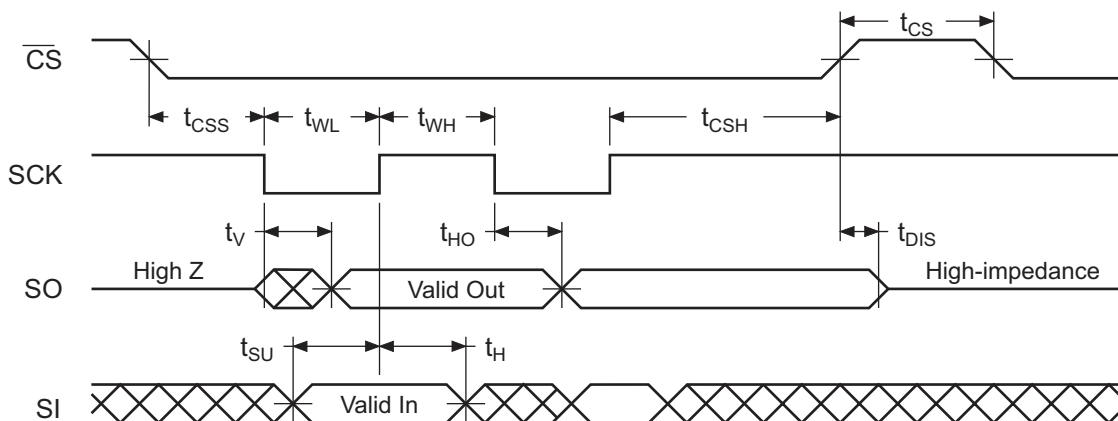 t_CS
C̅S̅
t_CSS t_WL t_WH t_CSH
SCK
t_V t_HO t_DIS
High Z High-impedance
SO Valid Out
t_SU t_H
SI Valid In